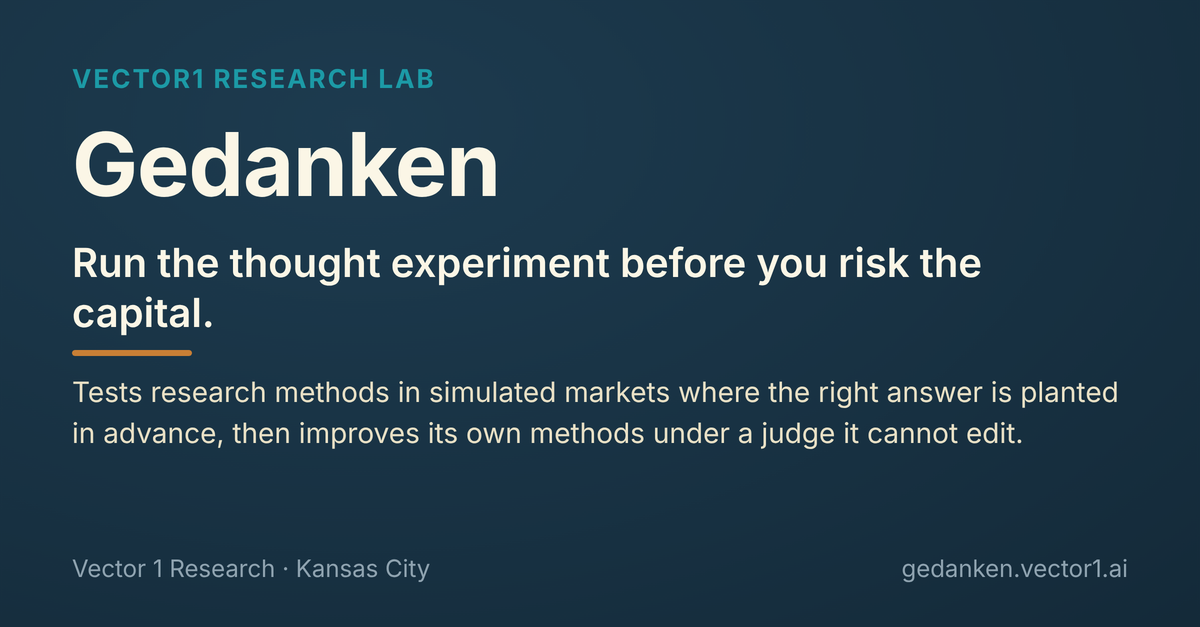 VECTOR1 RESEARCH LAB
Gedanken
Run the thought experiment before you risk the
capital.
Tests research methods in simulated markets where the right answer is planted
in advance, then improves its own methods under a judge it cannot edit.
Vector 1 Research · Kansas City
gedanken.vector1.ai